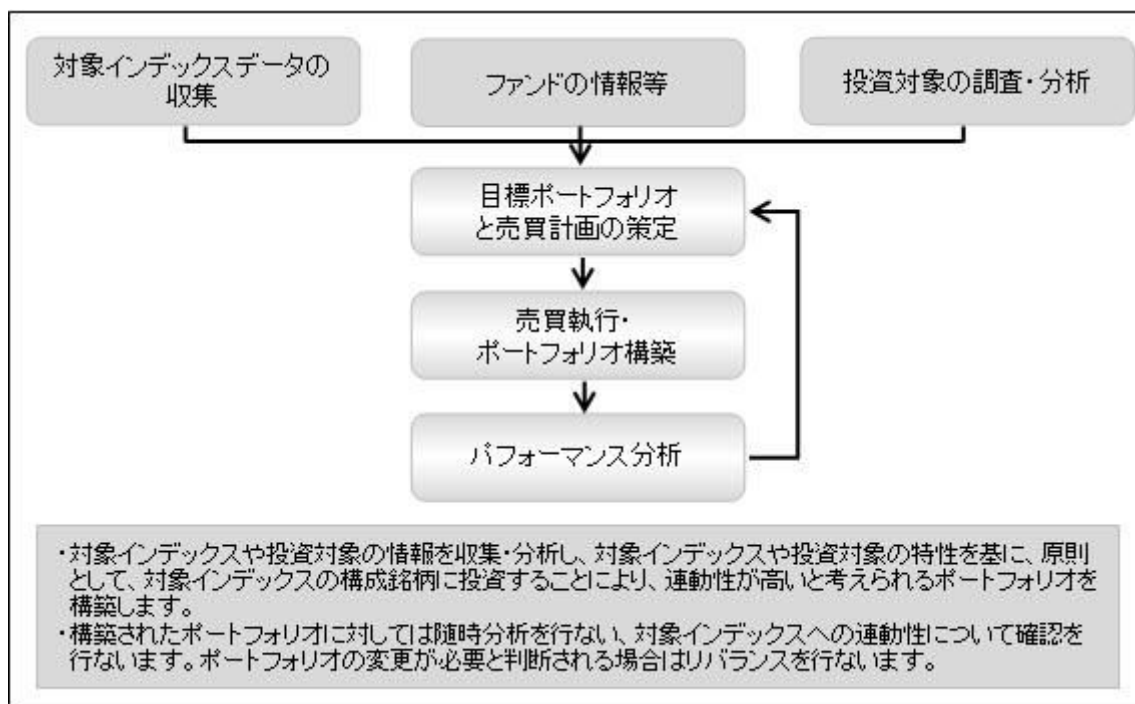 対象インデックスデータの
収集
ファンドの情報等
投資対象の調査・分析
目標ポートフォリオ
と売買計画の策定
売買執行・
ポートフォリオ構築
パフォーマンス分析
・対象インデックスや投資対象の情報を収集・分析し、対象インデックスや投資対象の特性を基に、原則
として、対象インデックスの構成銘柄に投資することにより、連動性が高いと考えられるポートフォリオを
構築します。
・構築されたポートフォリオに対しては随時分析を行ない、対象インデックスへの連動性について確認を
行ないます。ポートフォリオの変更が必要と判断される場合はリバランスを行ないます。